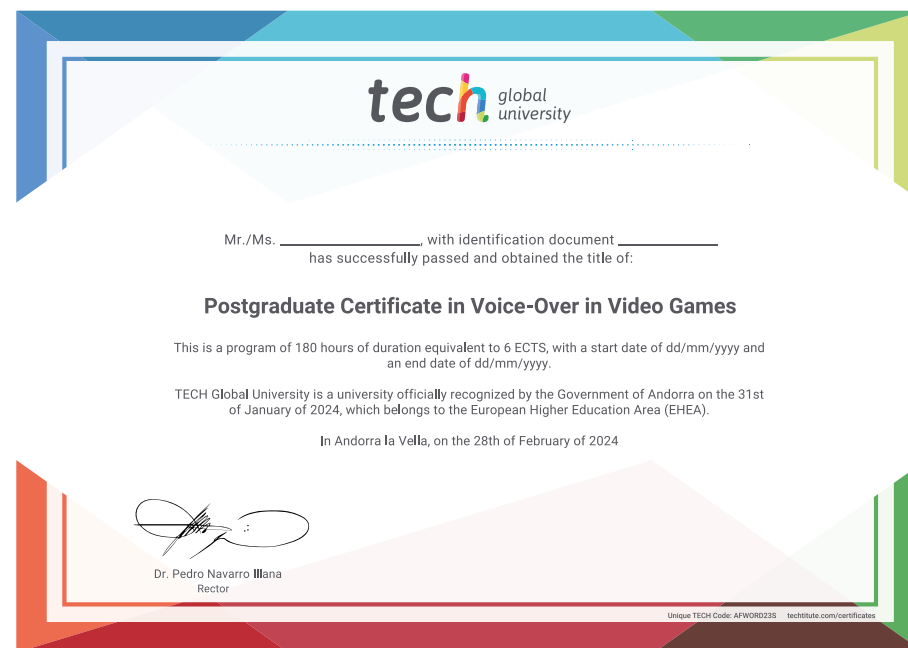 tech global
university
Mr./Ms. ____________________, with identification document ______________
has successfully passed and obtained the title of:
Postgraduate Certificate in Voice-Over in Video Games
This is a program of 180 hours of duration equivalent to 6 ECTS, with a start date of dd/mm/yyyy and
an end date of dd/mm/yyyy.
TECH Global University is a university officially recognized by the Government of Andorra on the 31st
of January of 2024, which belongs to the European Higher Education Area (EHEA).
In Andorra la Vella, on the 28th of February of 2024
Dr. Pedro Navarro Illana
Rector
Unique TECH Code: AFWORD23S techtitute.com/certificates